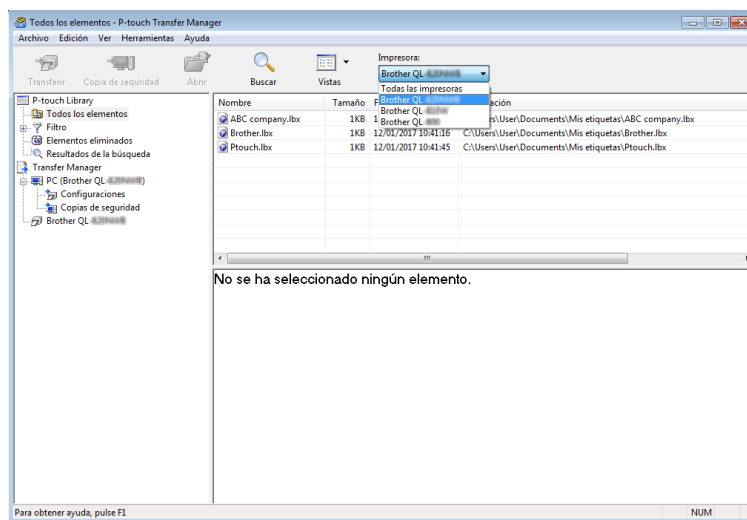 Todos los elementos - P-touch Transfer Manager
Archivo Edición Ver Herramientas Ayuda
Transferir Copia de seguridad Abrir Buscar Vistas
Impresora:
Brother QL
Todas las impresoras
Brother QL
Brother QL
Brother QL
P-touch Library
Todos los elementos
Filtro
Elementos eliminados
Resultados de la búsqueda
Transfer Manager
PC (Brother QL )
Configuraciones
Copias de seguridad
Brother QL
Nombre Tamaño
ABC company.lbx 1KB \User\Documents\Mis etiquetas\ABC company.lbx
Brother.lbx 1KB 12/01/2017 10:41:16 C:\Users\User\Documents\Mis etiquetas\Brother.lbx
Ptouch.lbx 1KB 12/01/2017 10:41:45 C:\Users\User\Documents\Mis etiquetas\Ptouch.lbx
No se ha seleccionado ningún elemento.
Para obtener ayuda, pulse F1 NUM